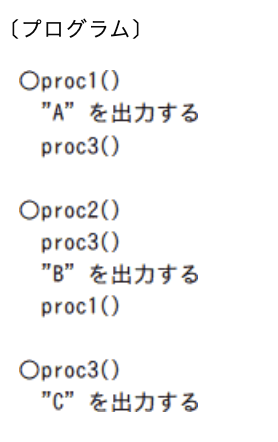 〔プログラム〕
○proc1()
"A" を出力する
proc3()
○proc2()
proc3()
"B" を出力する
proc1()
○proc3()
"C" を出力する